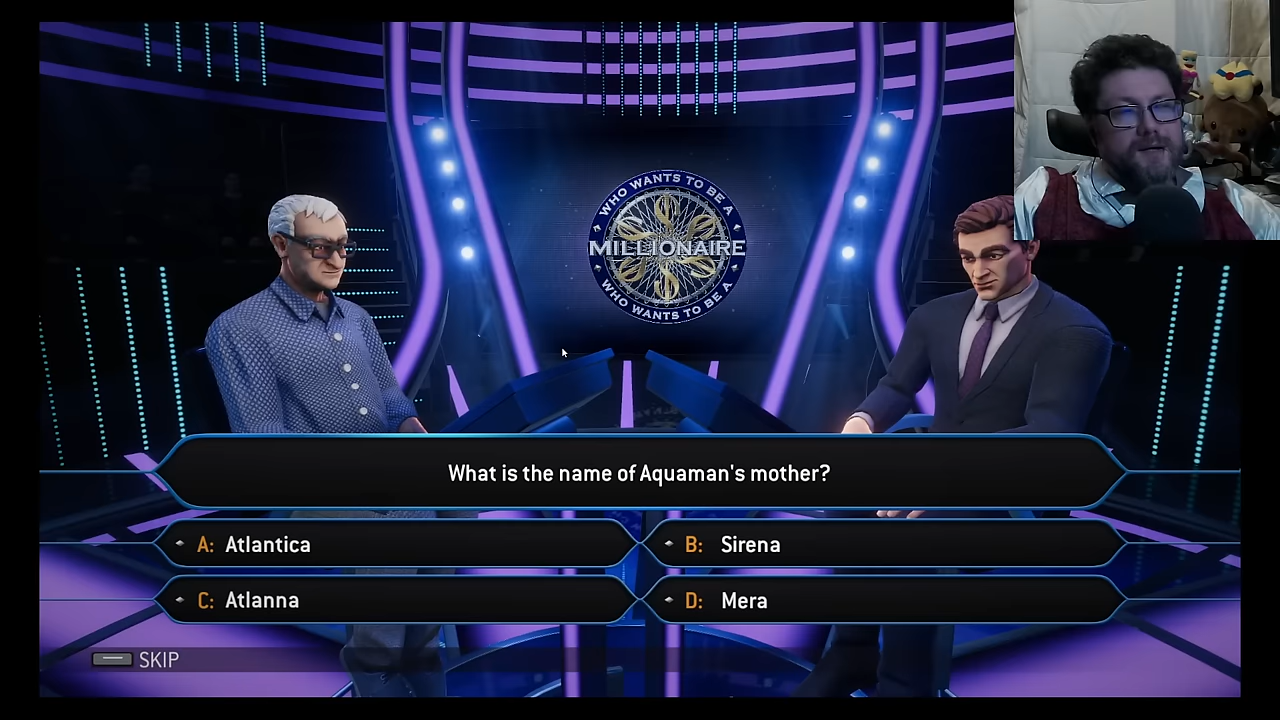 WHO WANTS TO BE A
MILLIONAIRE
WHO WANTS TO BE A
What is the name of Aquaman's mother?
A: Atlantica
B: Sirena
C: Atlanna
D: Mera
SKIP